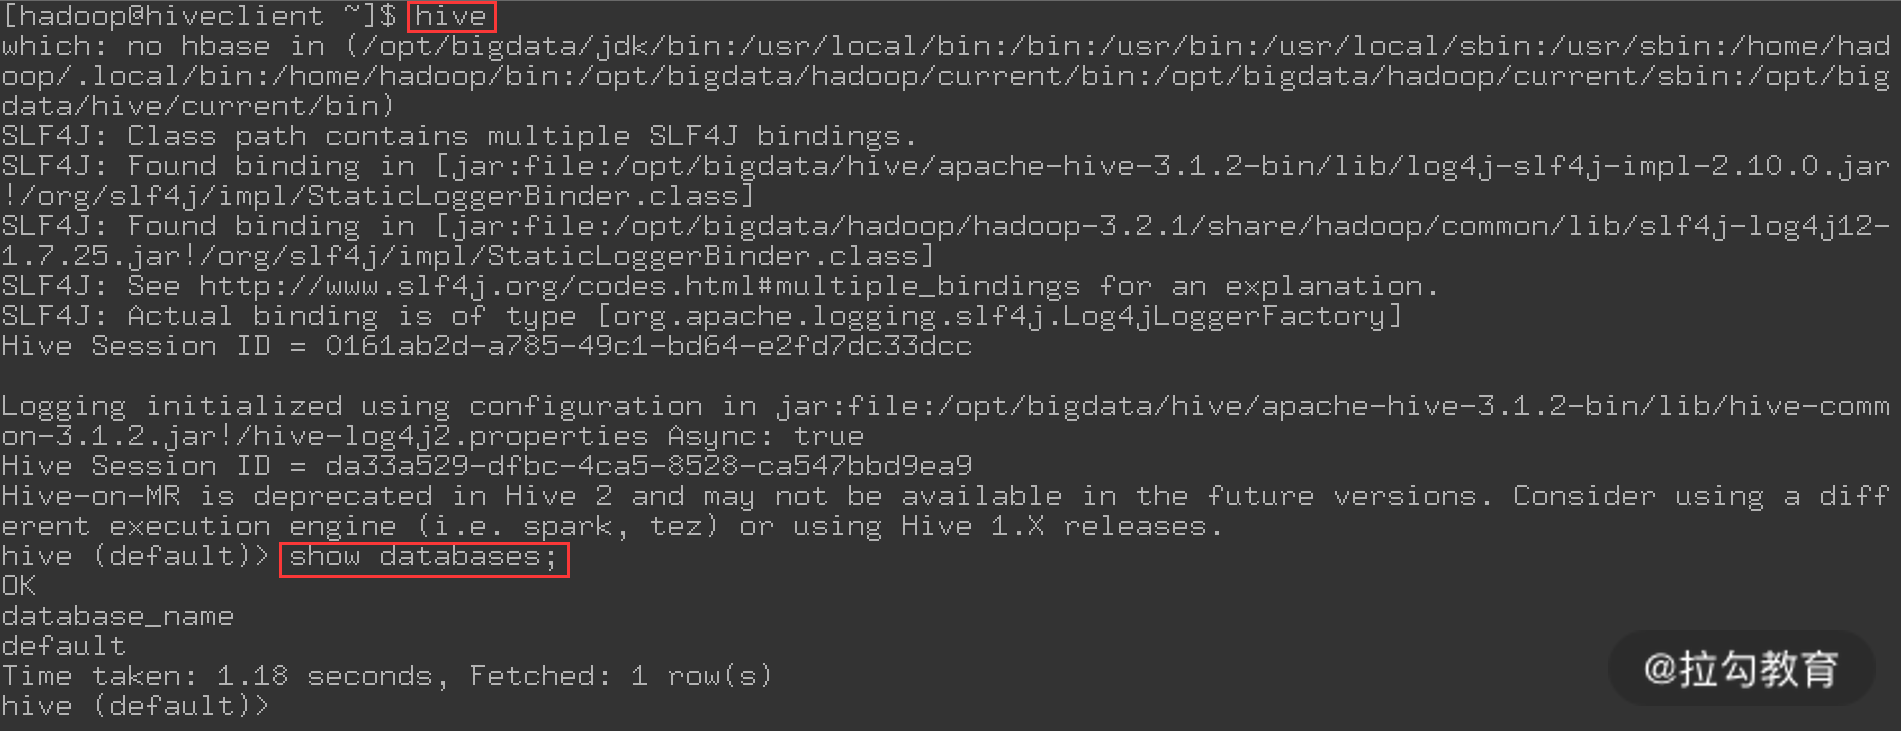 [hadoop@hiveclient ~]$ hive
which: no hbase in (/opt/bigdata/jdk/bin:/usr/local/bin:/bin:/usr/bin:/usr/local/sbin:/usr/sbin:/home/had
oop/.local/bin:/home/hadoop/bin:/opt/bigdata/hadoop/current/bin:/opt/bigdata/hadoop/current/sbin:/opt/big
data/hive/current/bin)
SLF4J: Class path contains multiple SLF4J bindings.
SLF4J: Found binding in [jar:file:/opt/bigdata/hive/apache-hive-3.1.2-bin/lib/log4j-slf4j-impl-2.10.0.jar
!/org/slf4j/impl/StaticLoggerBinder.class]
SLF4J: Found binding in [jar:file:/opt/bigdata/hadoop/hadoop-3.2.1/share/hadoop/common/lib/slf4j-log4j12-
1.7.25.jar!/org/slf4j/impl/StaticLoggerBinder.class]
SLF4J: See http://www.slf4j.org/codes.html#multiple_bindings for an explanation.
SLF4J: Actual binding is of type [org.apache.logging.slf4j.Log4jLoggerFactory]
Hive Session ID = 0161ab2d-a785-49c1-bd64-e2fd7dc33dcc
Logging initialized using configuration in jar:file:/opt/bigdata/hive/apache-hive-3.1.2-bin/lib/hive-comm
on-3.1.2.jar!/hive-log4j2.properties Async: true
Hive Session ID = da33a529-dfbc-4ca5-8528-ca547bbd9ea9
Hive-on-MR is deprecated in Hive 2 and may not be available in the future versions. Consider using a diff
erent execution engine (i.e. spark, tez) or using Hive 1.X releases.
hive (default)> show databases;
OK
database_name
default
Time taken: 1.18 seconds, Fetched: 1 row(s)
hive (default)>
@拉勾教育